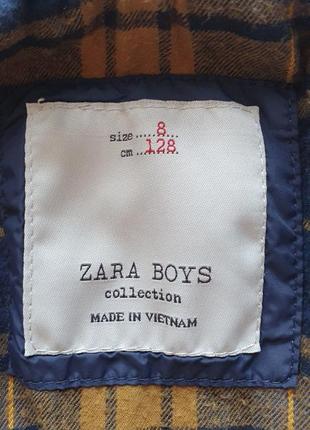 size.....8...
cm....128....
ZARA BOYS
collection
MADE IN VIETNAM